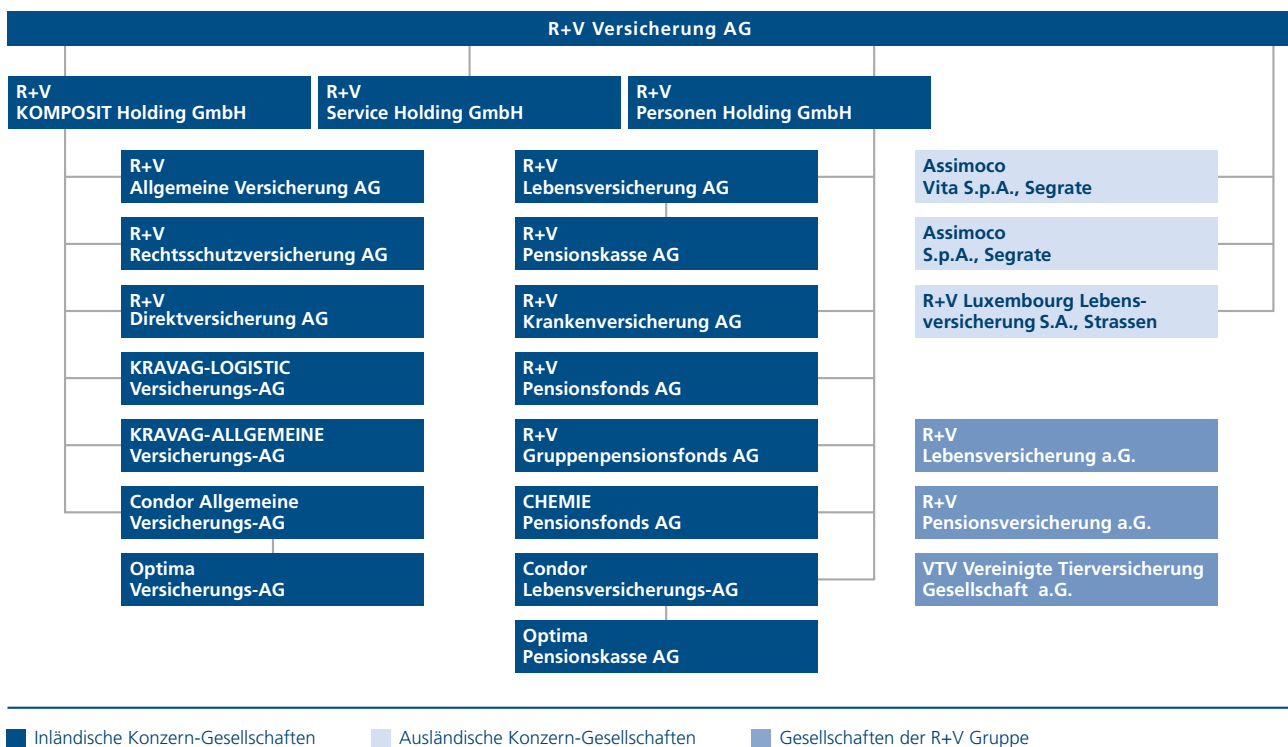 R+V Versicherung AG
R+V
KOMPOSIT Holding GmbH
R+V
Service Holding GmbH
R+V
Personen Holding GmbH
R+V
Allgemeine Versicherung AG
R+V
Rechtsschutzversicherung AG
R+V
Direktversicherung AG
KRAVAG-LOGISTIC
Versicherungs-AG
KRAVAG-ALLGEMEINE
Versicherungs-AG
Condor Allgemeine
Versicherungs-AG
Optima
Versicherungs-AG
R+V
Lebensversicherung AG
R+V
Pensionskasse AG
R+V
Krankenversicherung AG
R+V
Pensionsfonds AG
R+V
Gruppenpensionsfonds AG
CHEMIE
Pensionsfonds AG
Condor
Lebensversicherungs-AG
Optima
Pensionskasse AG
Assimoco
Vita S.p.A., Segrate
Assimoco
S.p.A., Segrate
R+V Luxembourg Lebens-
versicherung S.A., Strassen
R+V
Lebensversicherung a.G.
R+V
Pensionsversicherung a.G.
VTV Vereinigte Tierversicherung
Gesellschaft a.G.
Inländische Konzern-Gesellschaften
Ausländische Konzern-Gesellschaften
Gesellschaften der R+V Gruppe